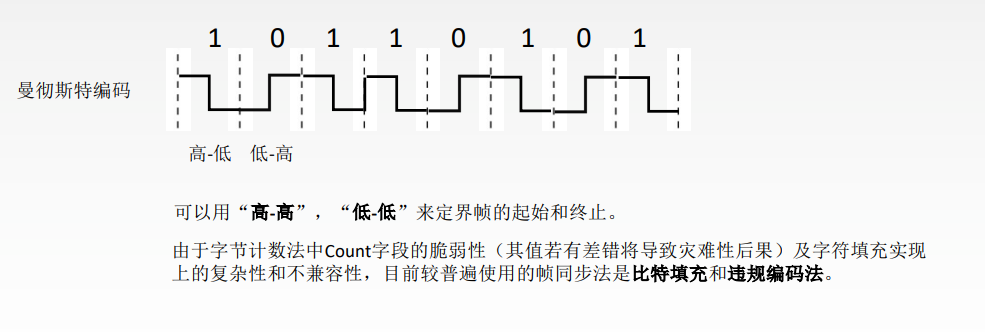 1 0 1 1 0 1 0 1
曼彻斯特编码
高-低 低-高
可以用“高-高”，“低-低”来定界帧的起始和终止。
由于字节计数法中Count字段的脆弱性（其值若有差错将导致灾难性后果）及字符填充实现
上的复杂性和不兼容性，目前较普遍使用的帧同步法是比特填充和违规编码法。